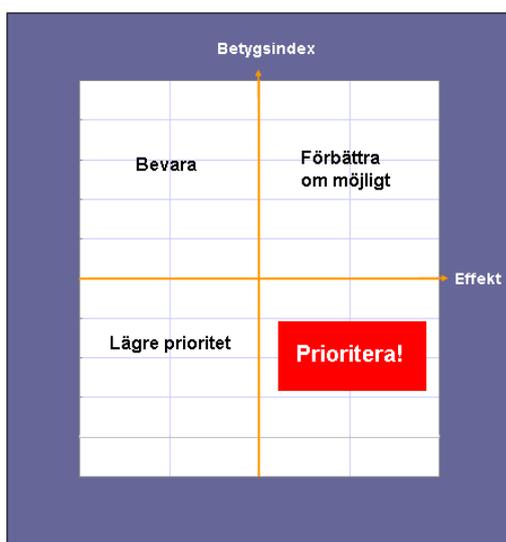 Betygsindex
Bevara
Förbättra
om möjligt
Effekt
Lägre prioritet
Prioritera!